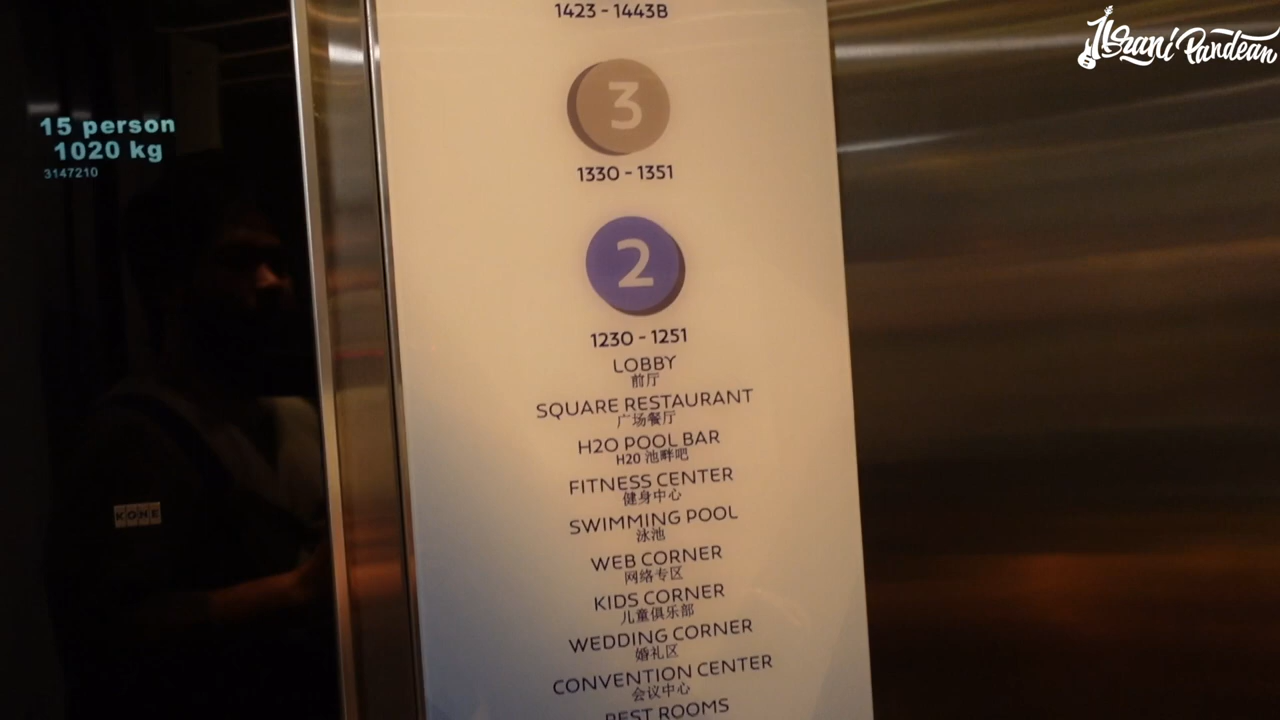 1423 - 1443B
Israni Pandean
3
15 person
1020 kg
3147210
1330 - 1351
2
1230 - 1251
LOBBY
前厅
SQUARE RESTAURANT
广场餐厅
H2O POOL BAR
H20 池畔吧
FITNESS CENTER
健身中心
SWIMMING POOL
泳池
KONE
WEB CORNER
网络专区
KIDS CORNER
儿童俱乐部
WEDDING CORNER
婚礼区
CONVENTION CENTER
会议中心
REST ROOMS